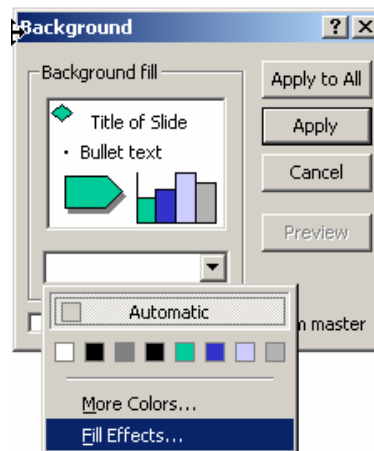 Background
Background fill
Title of Slide
• Bullet text
Apply to All
Apply
Cancel
Preview
Automatic
master
More Colors...
Fill Effects...